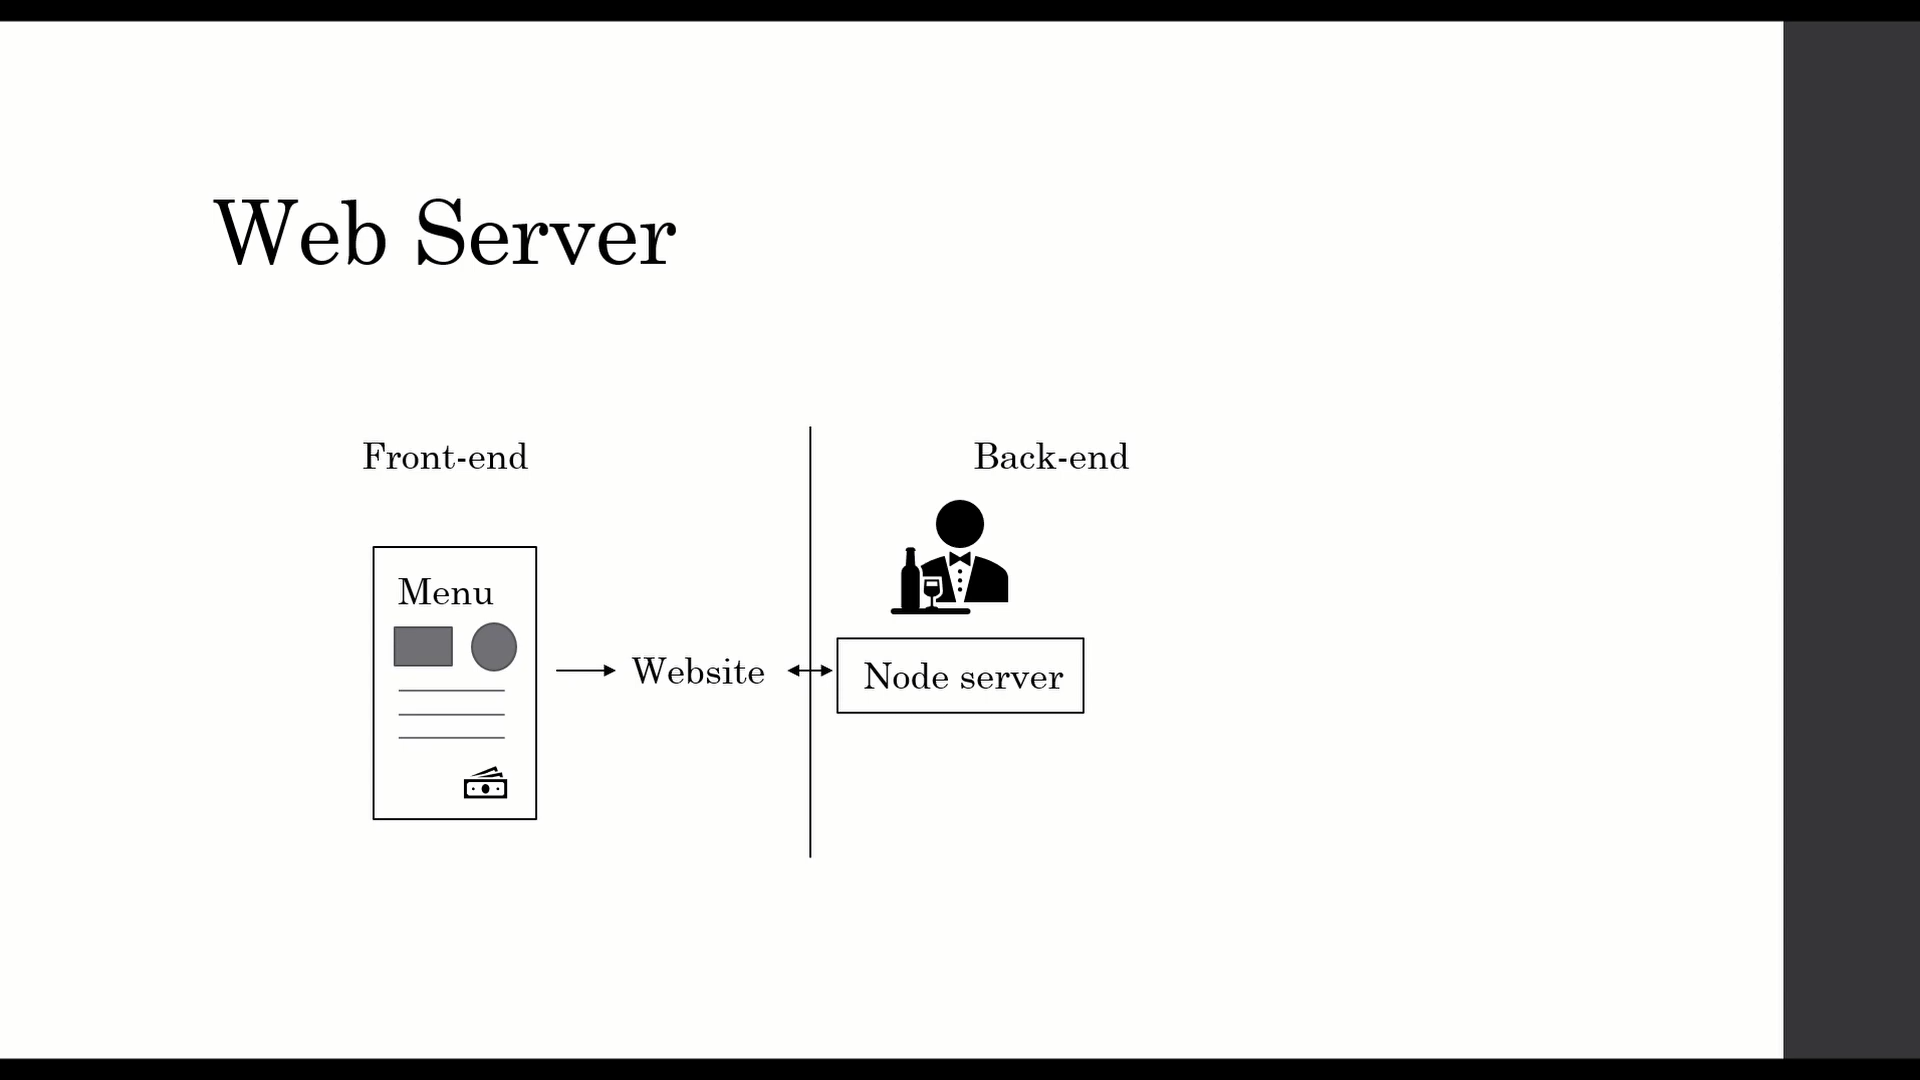 Web Server
Front-end
Back-end
Menu
Website
Node server